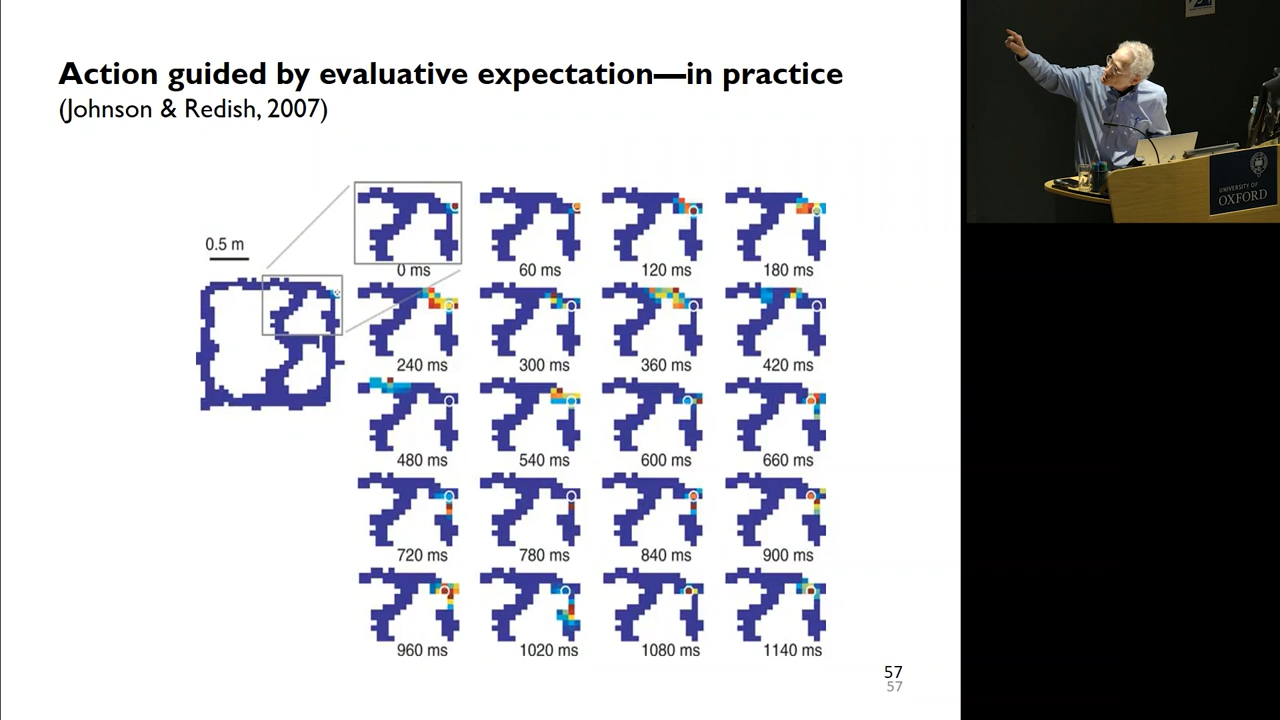 Action guided by evaluative expectation—in practice
(Johnson & Redish, 2007)
0.5 m
0 ms
60 ms
120 ms
180 ms
240 ms
300 ms
360 ms
420 ms
480 ms
540 ms
600 ms
660 ms
720 ms
780 ms
840 ms
900 ms
960 ms
1020 ms
1080 ms
1140 ms
57
57
UNIVERSITY OF
OXFORD